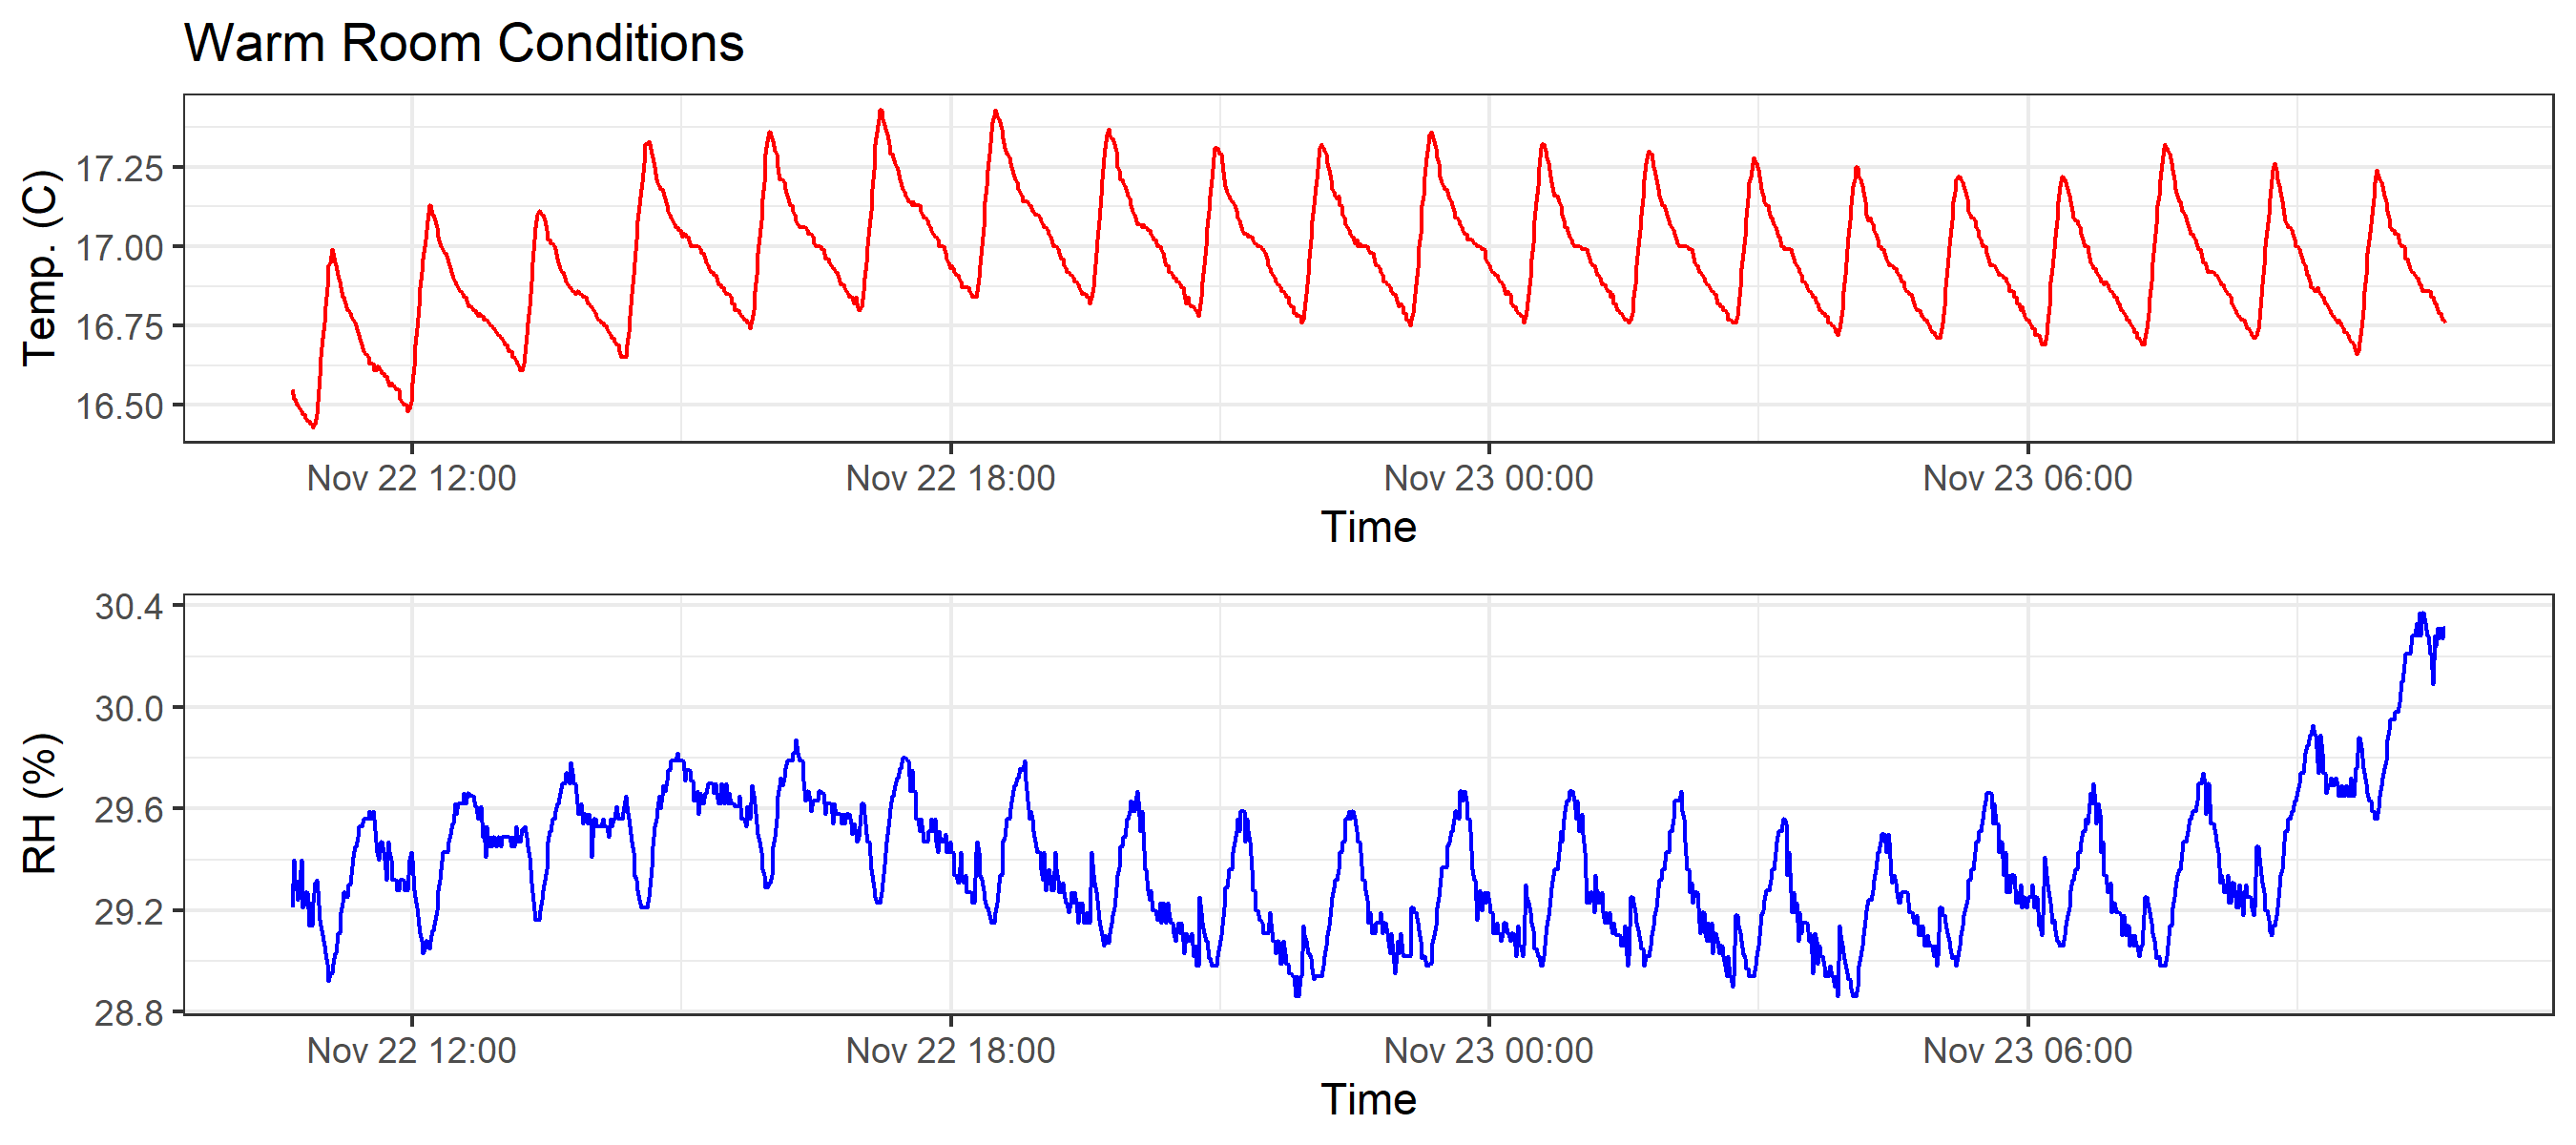 Warm Room Conditions
Temp. (C)
17.25
17.00
16.75
16.50
Nov 22 12:00 Nov 22 18:00 Nov 23 00:00 Nov 23 06:00
Time
RH (%)
30.4
30.0
29.6
29.2
28.8
Nov 22 12:00 Nov 22 18:00 Nov 23 00:00 Nov 23 06:00
Time